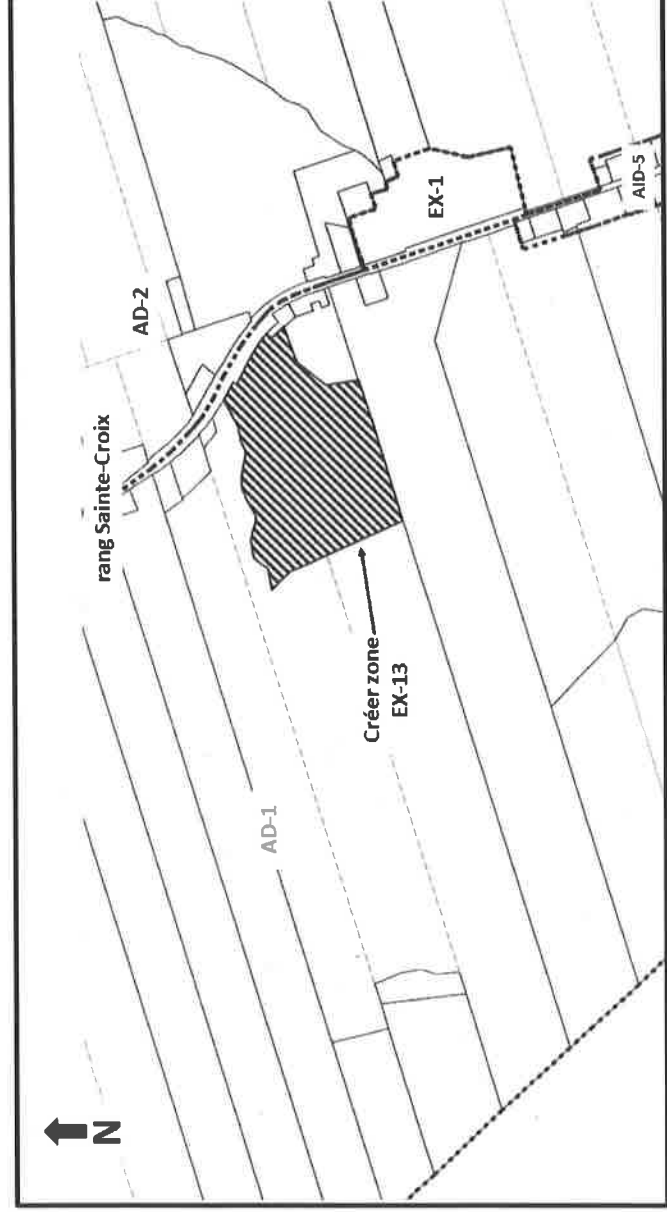 rang Sainte-Croix
AD-2
EX-1
AID-5
Créer zone
EX-13
AD-1
N